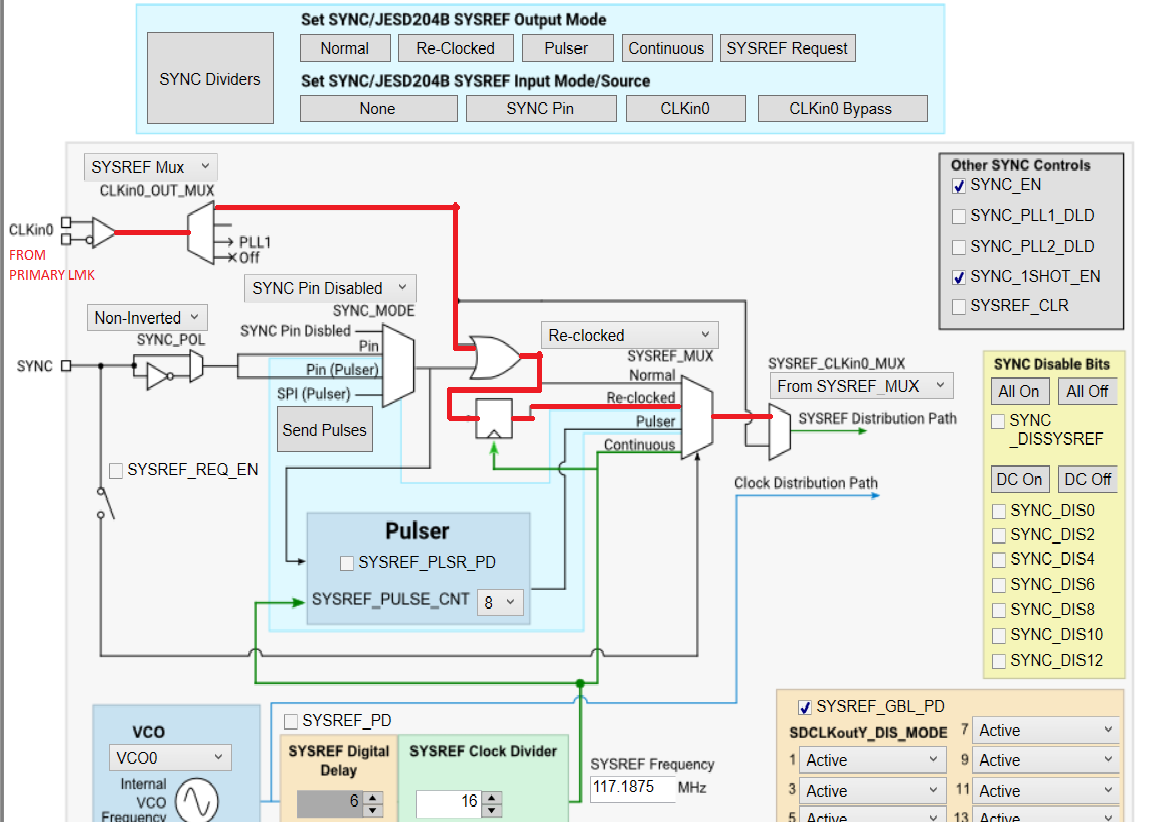 Set SYNC/JESD204B SYSREF Output Mode
SYNC Dividers
Normal
Re-Clocked
Pulser
Continuous
SYSREF Request
Set SYNC/JESD204B SYSREF Input Mode/Source
None
SYNC Pin
CLKin0
CLKin0 Bypass
SYSREF Mux
CLKin0_OUT_MUX
CLKin0
FROM
PRIMARY LMK
PLL1
Off
SYNC Pin Disabled
SYNC_MODE
Non-Inverted
SYNC_POL
SYNC Pin Disbled
Pin
Pin (Pulser)
SPI (Pulser)
SYNC
Send Pulses
SYSREF_REQ_EN
Re-clocked
SYSREF_MUX
Normal
Re-clocked
Pulser
Continuous
SYSREF_CLKin0_MUX
From SYSREF_MUX
SYSREF Distribution Path
Clock Distribution Path
Pulser
SYSREF_PLSR_PD
SYSREF_PULSE_CNT
8
Other SYNC Controls
SYNC_EN
SYNC_PLL1_DLD
SYNC_PLL2_DLD
SYNC_1SHOT_EN
SYSREF_CLR
SYNC Disable Bits
All On
All Off
SYNC
_DISSYSREF
DC On
DC Off
SYNC_DIS0
SYNC_DIS2
SYNC_DIS4
SYNC_DIS6
SYNC_DIS8
SYNC_DIS10
SYNC_DIS12
VCO
VCO0
Internal
VCO
Frequency
SYSREF_PD
SYSREF Digital
Delay
6
SYSREF Clock Divider
16
SYSREF Frequency
117.1875
MHz
SYSREF_GBL_PD
SDCLKoutY_DIS_MODE
7
Active
1
Active
9
Active
3
Active
11
Active
5
Active
13
Active